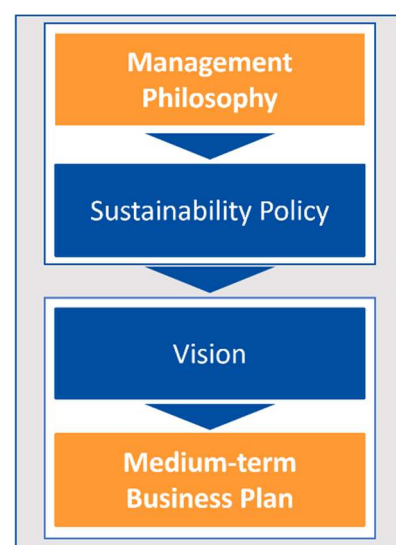 Management
Philosophy
Sustainability Policy
Vision
Medium-term
Business Plan